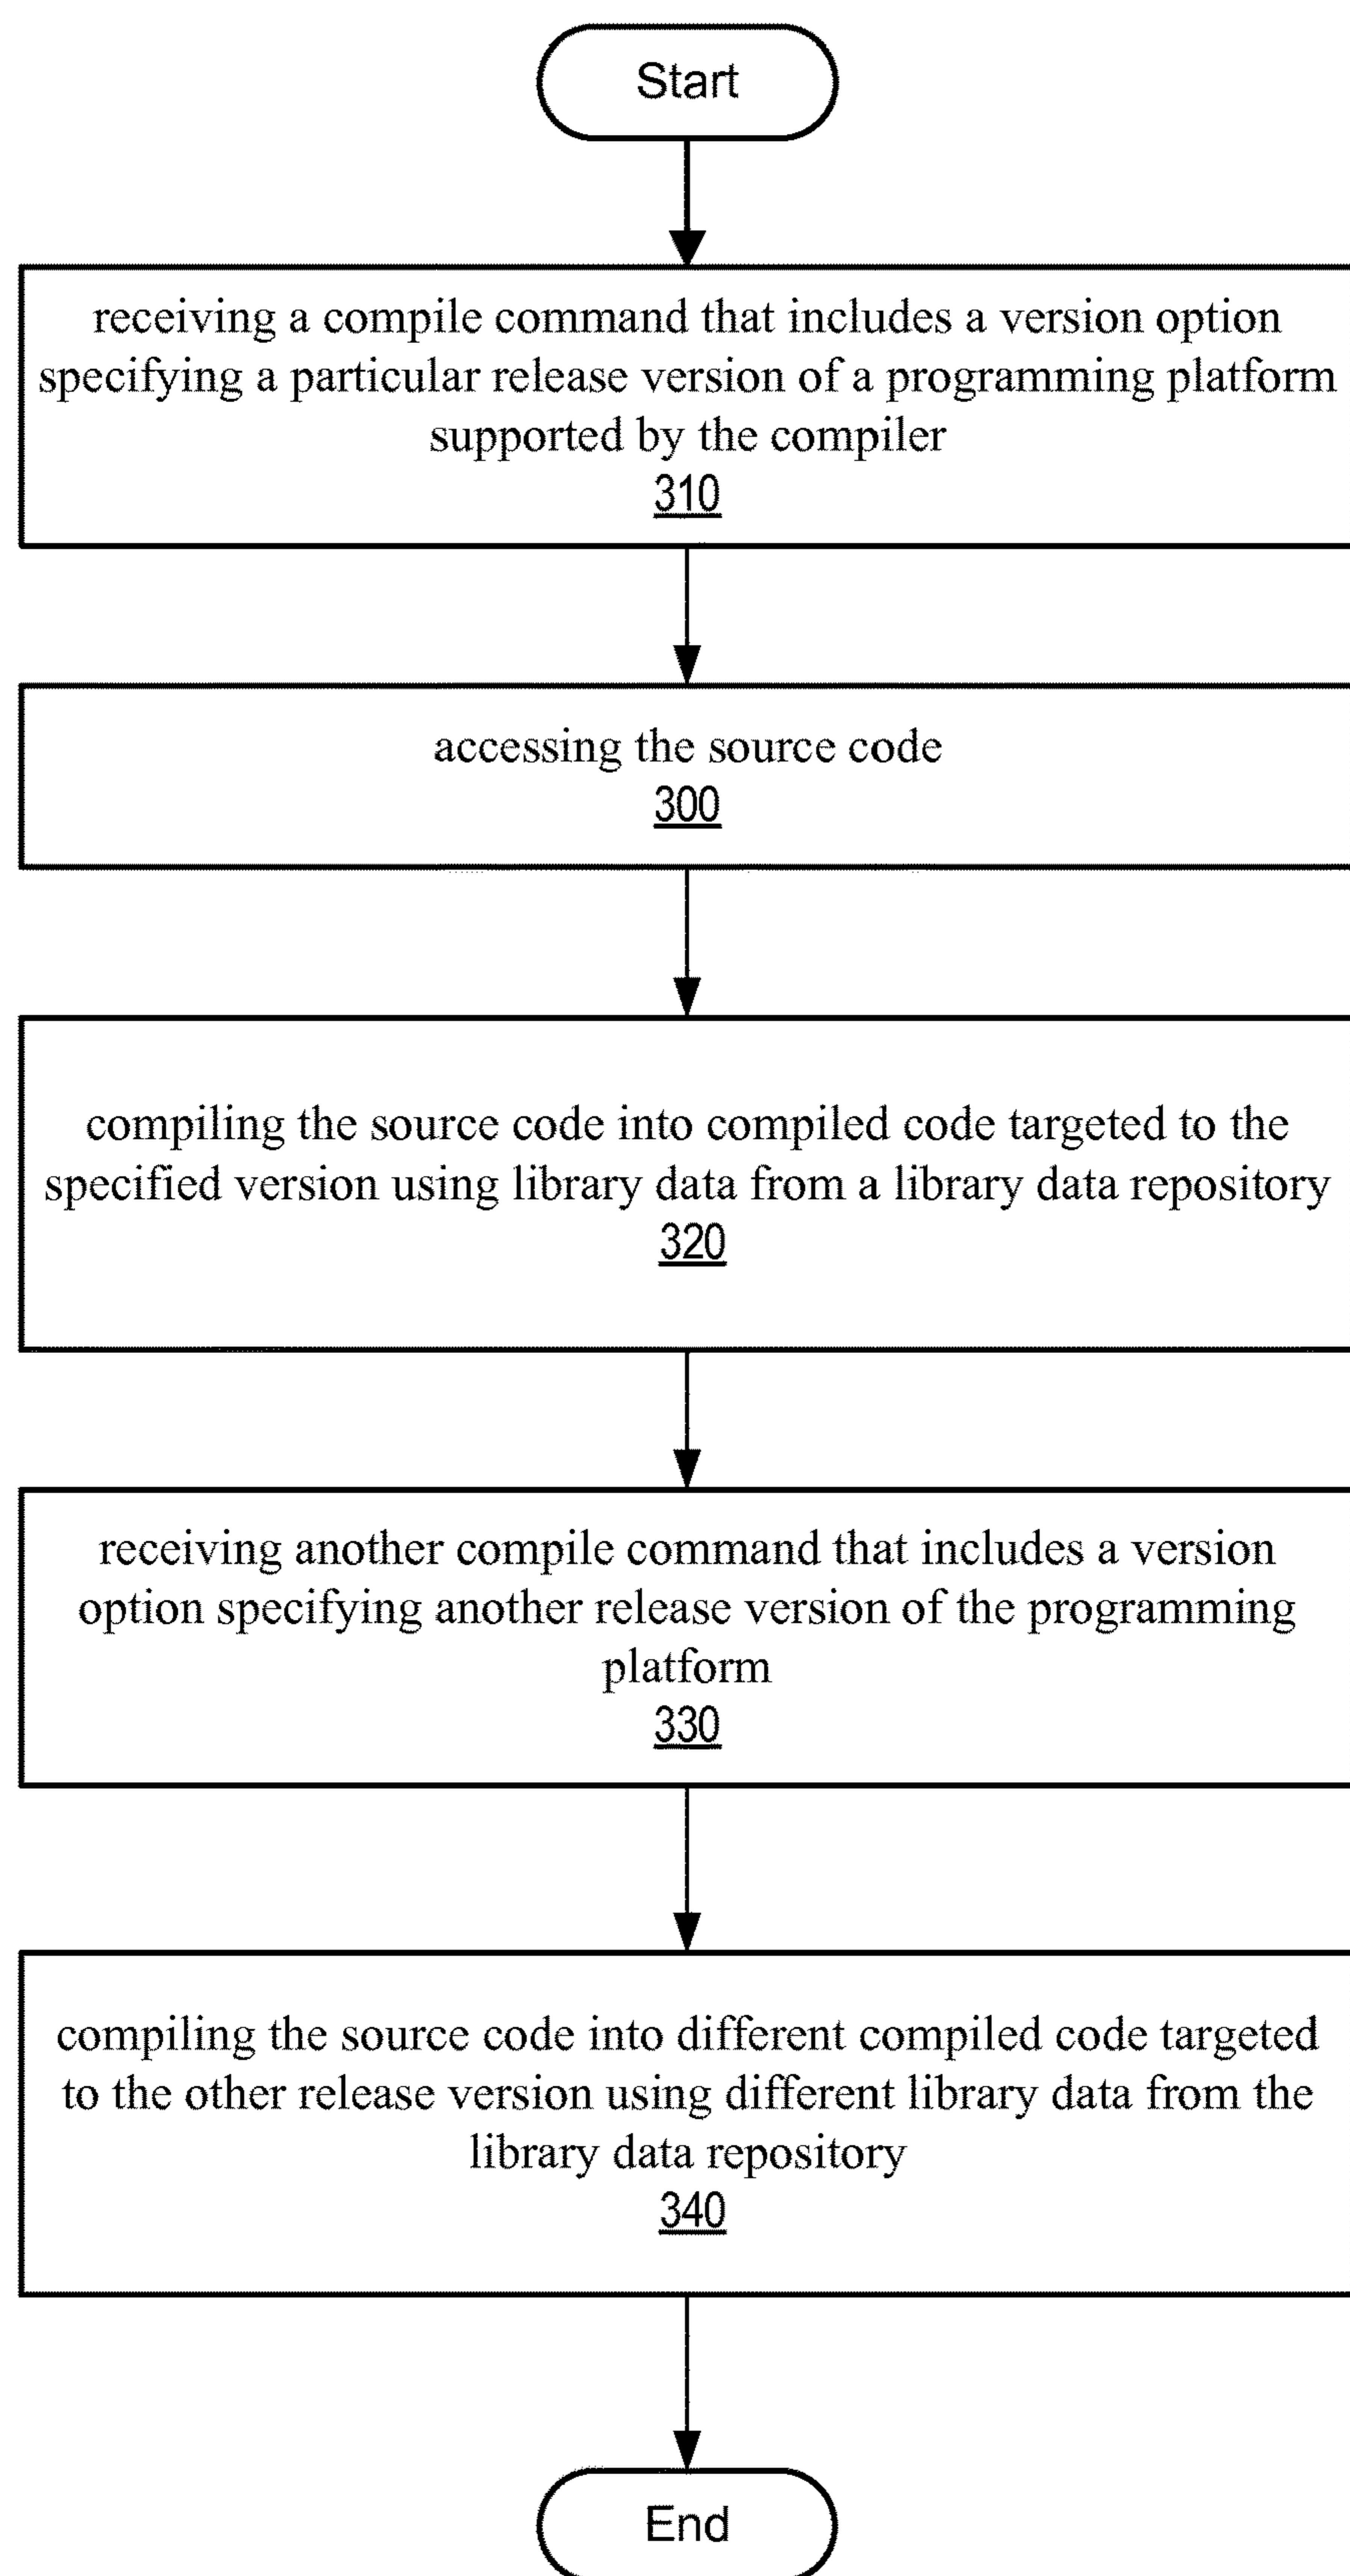 Start
receiving a compile command that includes a version option
specifying a particular release version of a programming platform
supported by the compiler
310
accessing the source code
300
compiling the source code into compiled code targeted to the
specified version using library data from a library data repository
320
receiving another compile command that includes a version
option specifying another release version of the programming
platform
330
compiling the source code into different compiled code targeted
to the other release version using different library data from the
library data repository
340
End